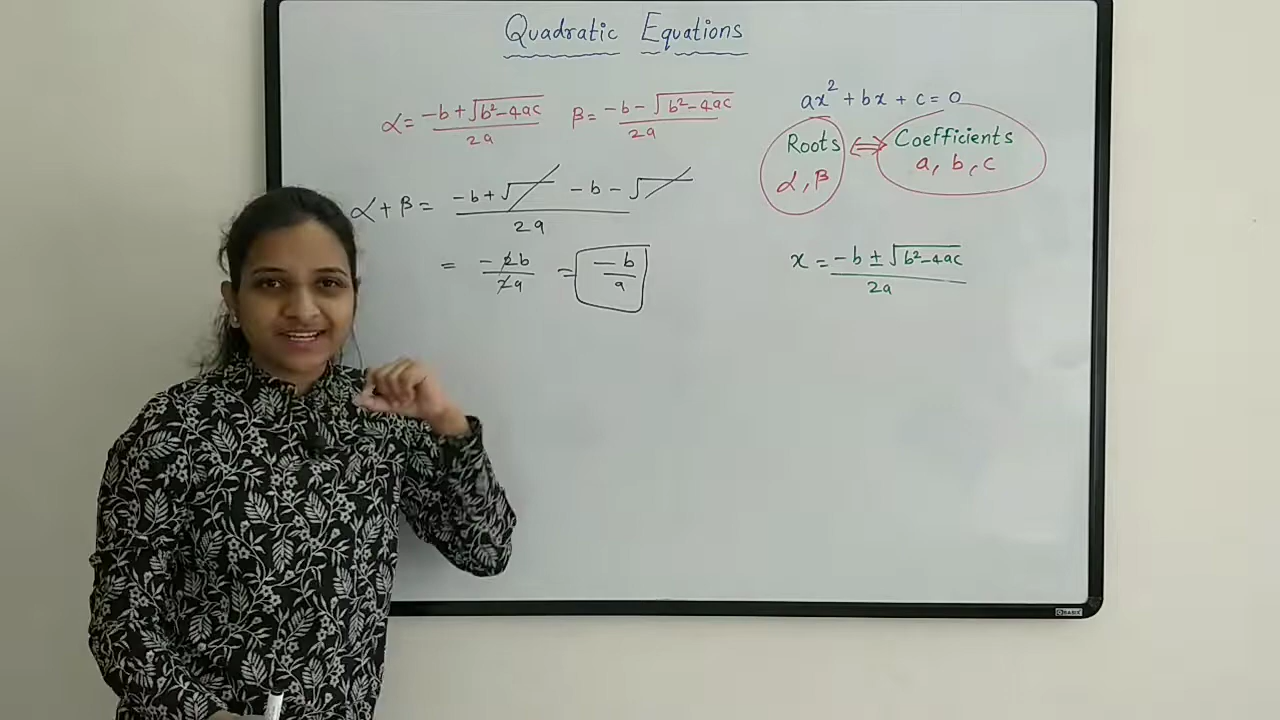 Quadratic Equations
α = (-b + √(b²-4ac))/2a    β = (-b - √(b²-4ac))/2a
ax² + bx + c = 0
Roots ⇔ Coefficients
α, β    a, b, c
α + β = (-b + √ - b - √)/2a
= -2b/2a = -b/a
x = (-b ± √(b²-4ac))/2a